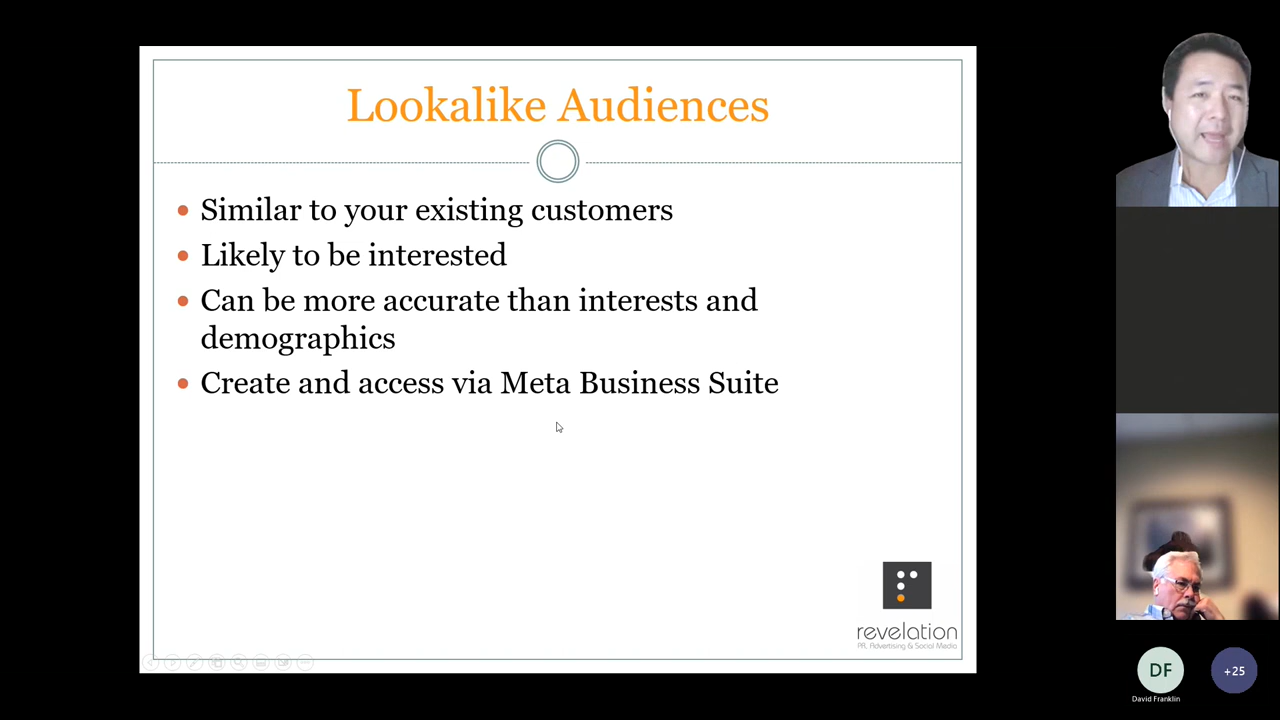 Lookalike Audiences
Similar to your existing customers
Likely to be interested
Can be more accurate than interests and
demographics
Create and access via Meta Business Suite
revelation
PR, Advertising & Social Media
DF
+25
David Franklin